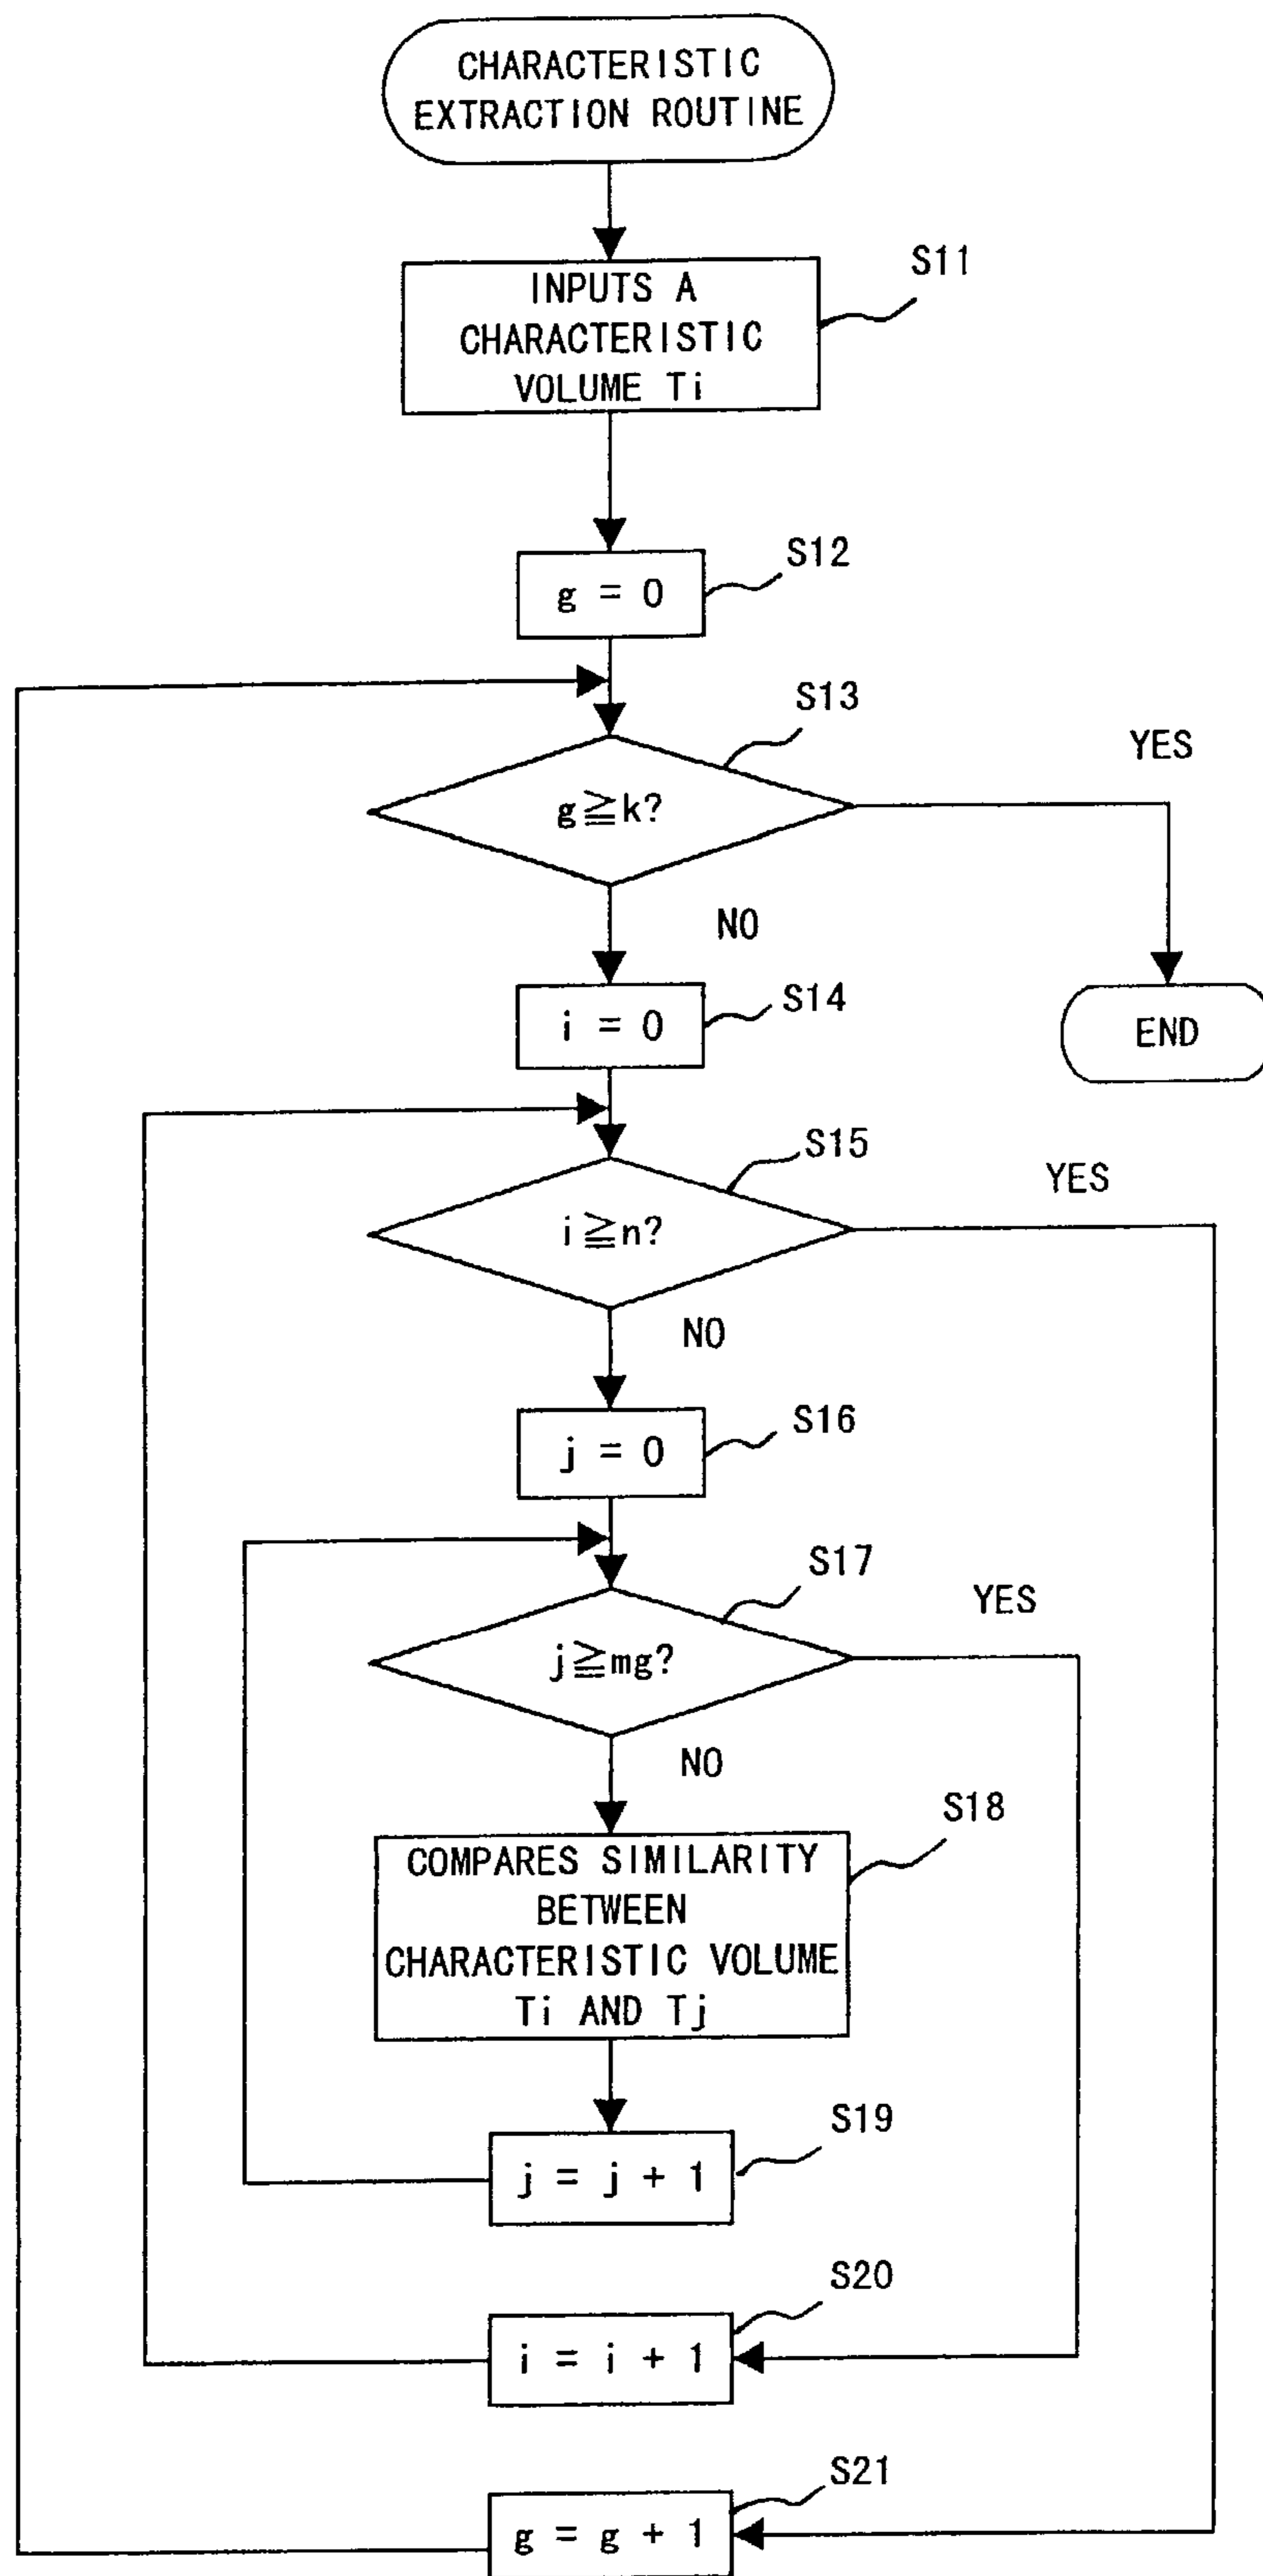 CHARACTERISTIC
EXTRACTION ROUTINE
S11
INPUTS A
CHARACTERISTIC
VOLUME Ti
S12
g = 0
S13
YES
g≧k?
NO
S14
i = 0
END
S15
YES
i≧n?
NO
S16
j = 0
S17
YES
j≧mg?
NO
S18
COMPARES SIMILARITY
BETWEEN
CHARACTERISTIC VOLUME
Ti AND Tj
S19
j = j + 1
S20
i = i + 1
S21
g = g + 1